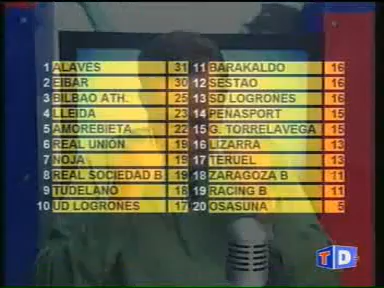 1 ALAVES 31
2 EIBAR 30
3 BILBAO ATH. 25
4 LLEIDA 23
5 AMOREBIETA 22
6 REAL UNIÓN 19
7 NOJA 19
8 REAL SOCIEDAD B 19
9 TUDELANO 18
10 UD LOGROÑES 17
11 BARAKALDO 16
12 SESTAO 16
13 SD LOGROÑES 16
14 PEÑASPORT 15
15 G. TORRELAVEGA 15
16 LIZARRA 13
17 TERUEL 13
18 ZARAGOZA B 11
19 RACING B 11
20 OSASUNA 5
TD